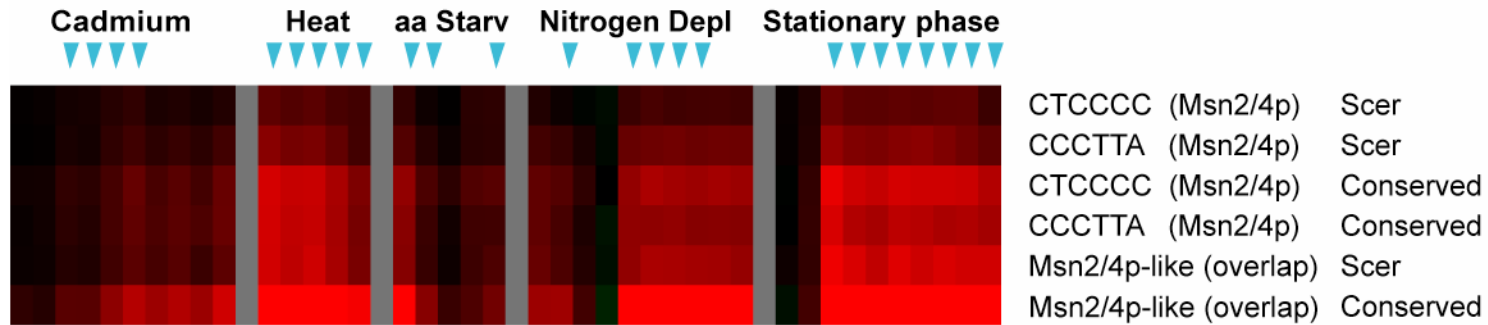 Cadmium Heat aa Starv Nitrogen Depl Stationary phase
CTCCCC (Msn2/4p) Scer
CCCTTA (Msn2/4p) Scer
CTCCCC (Msn2/4p) Conserved
CCCTTA (Msn2/4p) Conserved
Msn2/4p-like (overlap) Scer
Msn2/4p-like (overlap) Conserved